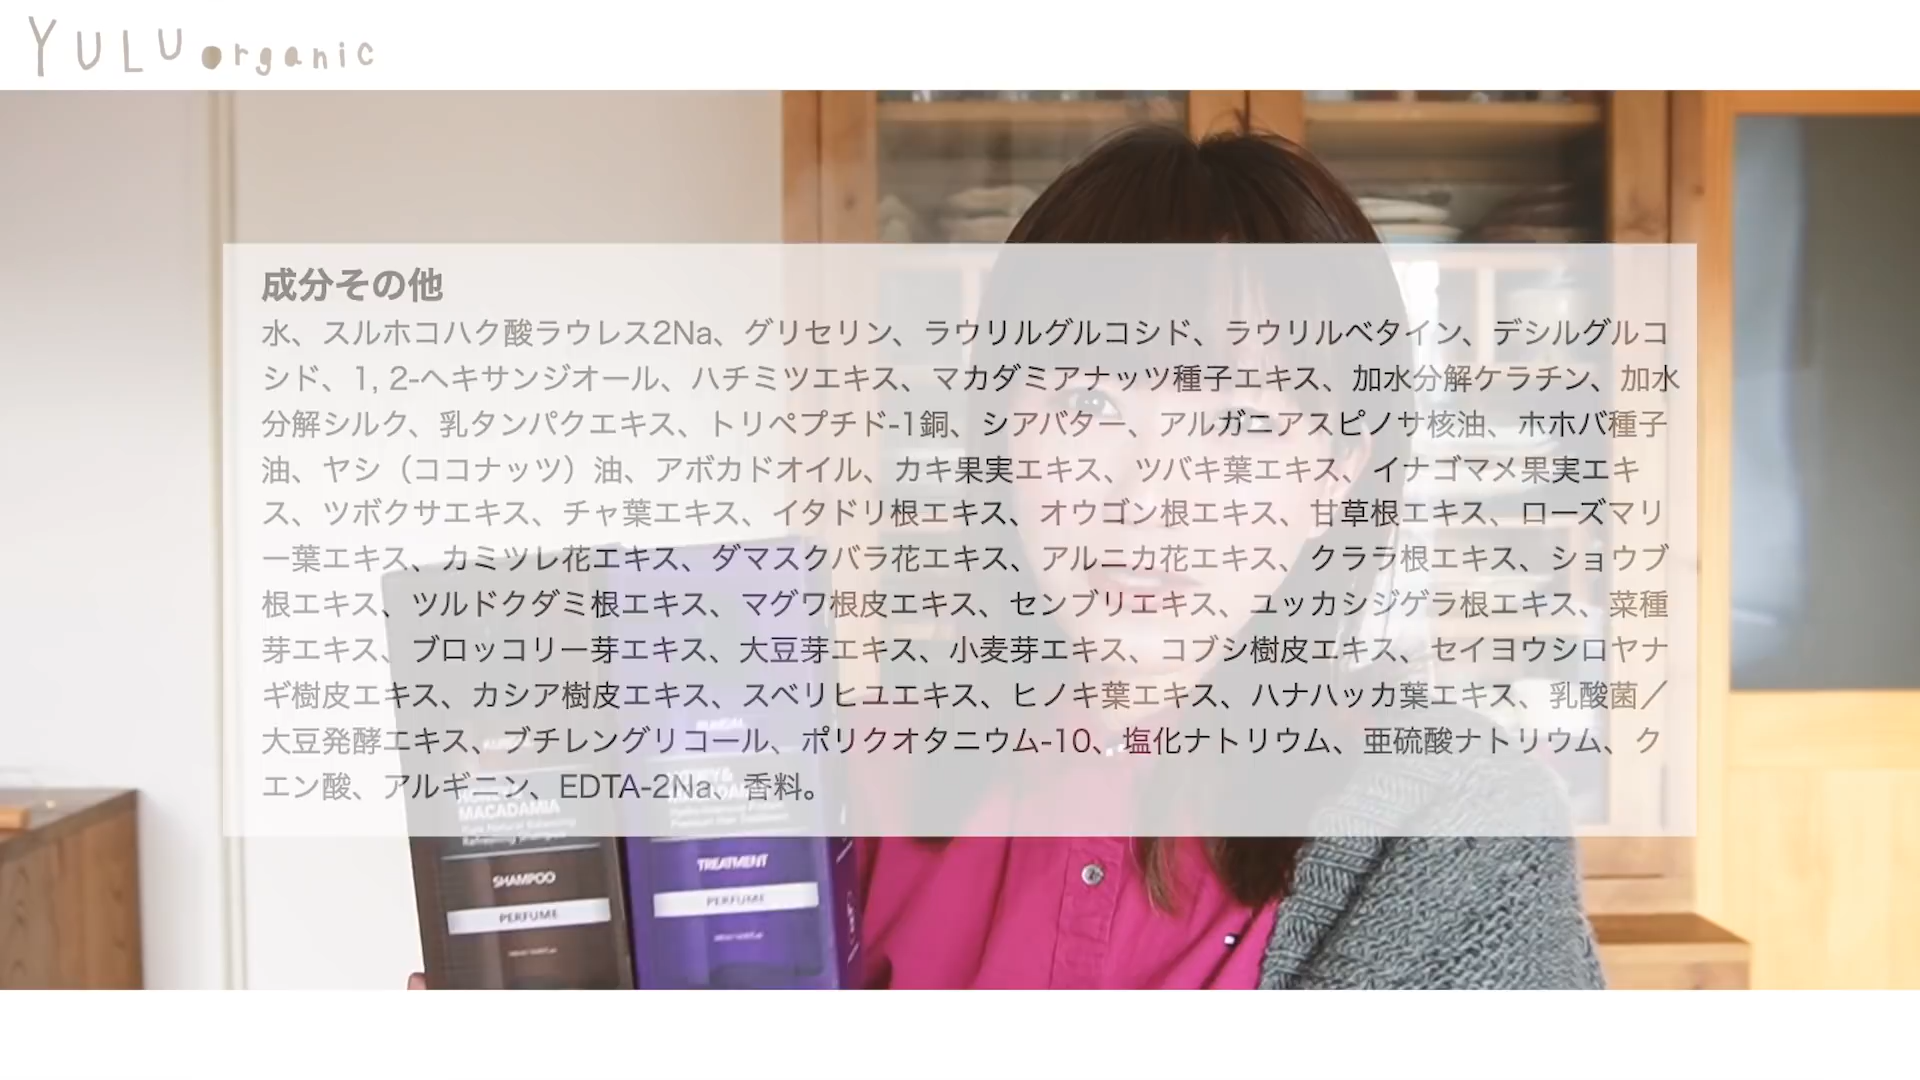 YULU organic
成分その他
水、スルホコハク酸ラウレス2Na、グリセリン、ラウリルグルコシド、ラウリルベタイン、デシルグルコ
シド、1, 2-ヘキサンジオール、ハチミツエキス、マカダミアナッツ種子エキス、加水分解ケラチン、加水
分解シルク、乳タンパクエキス、トリペプチド-1銅、シアバター、アルガニアスピノサ核油、ホホバ種子
油、ヤシ（ココナッツ）油、アボカドオイル、カキ果実エキス、ツバキ葉エキス、イナゴマメ果実エキ
ス、ツボクサエキス、チャ葉エキス、イタドリ根エキス、オウゴン根エキス、甘草根エキス、ローズマリ
ー葉エキス、カミツレ花エキス、ダマスクバラ花エキス、アルニカ花エキス、クララ根エキス、ショウブ
根エキス、ツルドクダミ根エキス、マグワ根皮エキス、センブリエキス、ユッカシジゲラ根エキス、菜種
芽エキス、ブロッコリー芽エキス、大豆芽エキス、小麦芽エキス、コブシ樹皮エキス、セイヨウシロヤナ
ギ樹皮エキス、カシア樹皮エキス、スベリヒユエキス、ヒノキ葉エキス、ハナハッカ葉エキス、乳酸菌／
大豆発酵エキス、ブチレングリコール、ポリクオタニウム-10、塩化ナトリウム、亜硫酸ナトリウム、ク
エン酸、アルギニン、EDTA-2Na、香料。
MACADAMIA
SHAMPOO
PERFUME
TREATMENT
PERFUME